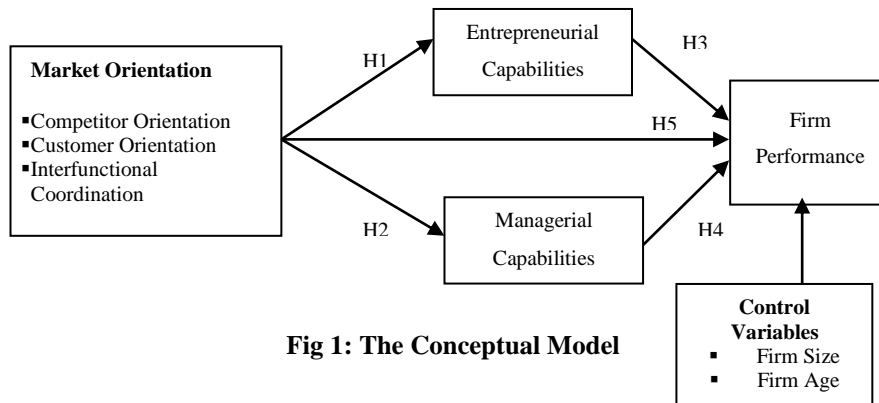 Market Orientation
▪Competitor Orientation
▪Customer Orientation
▪Interfunctional
Coordination
H1
Entrepreneurial
Capabilities
H3
H5
Firm
Performance
H2
Managerial
Capabilities
H4
Control
Variables
▪ Firm Size
▪ Firm Age
Fig 1: The Conceptual Model